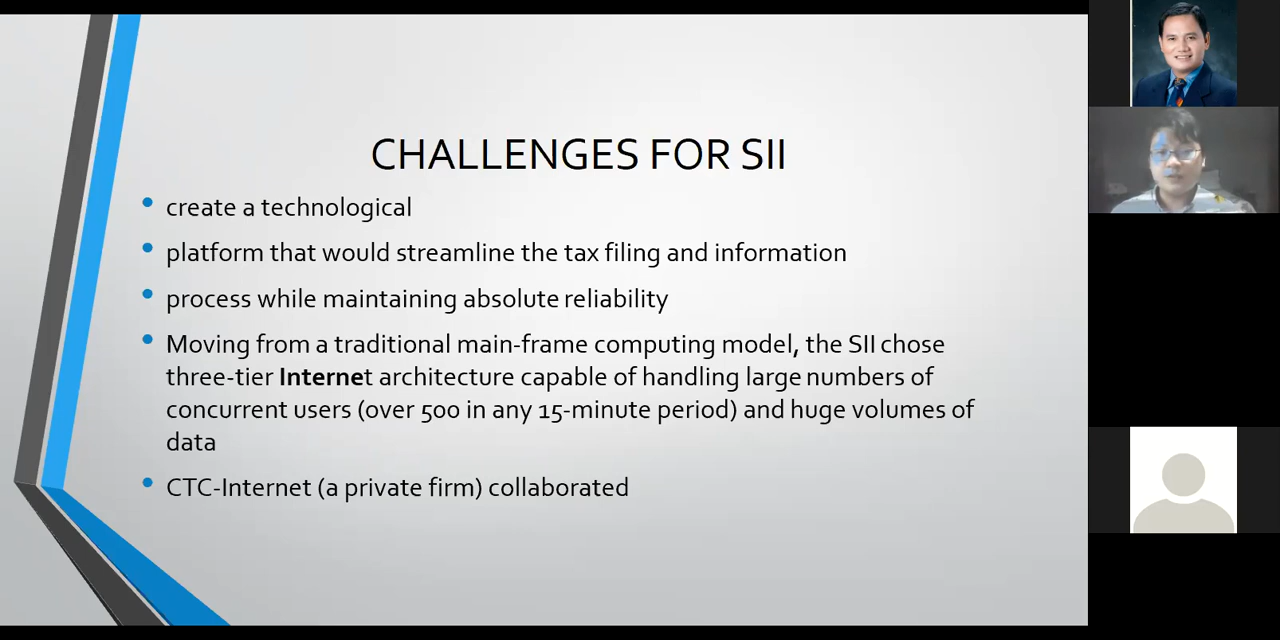 CHALLENGES FOR SII
• create a technological
• platform that would streamline the tax filing and information
• process while maintaining absolute reliability
• Moving from a traditional main-frame computing model, the SII chose
three-tier Internet architecture capable of handling large numbers of
concurrent users (over 500 in any 15-minute period) and huge volumes of
data
• CTC-Internet (a private firm) collaborated